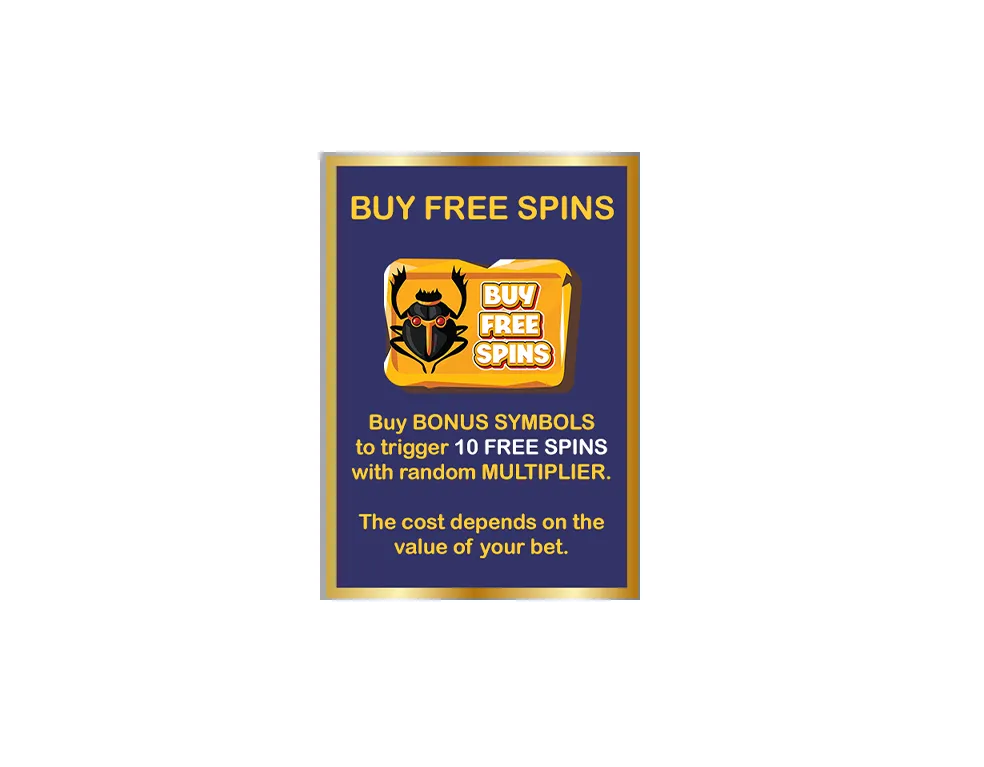 BUY FREE SPINS
BUY
FREE
SPINS
Buy BONUS SYMBOLS
to trigger 10 FREE SPINS
with random MULTIPLIER.
The cost depends on the
value of your bet.